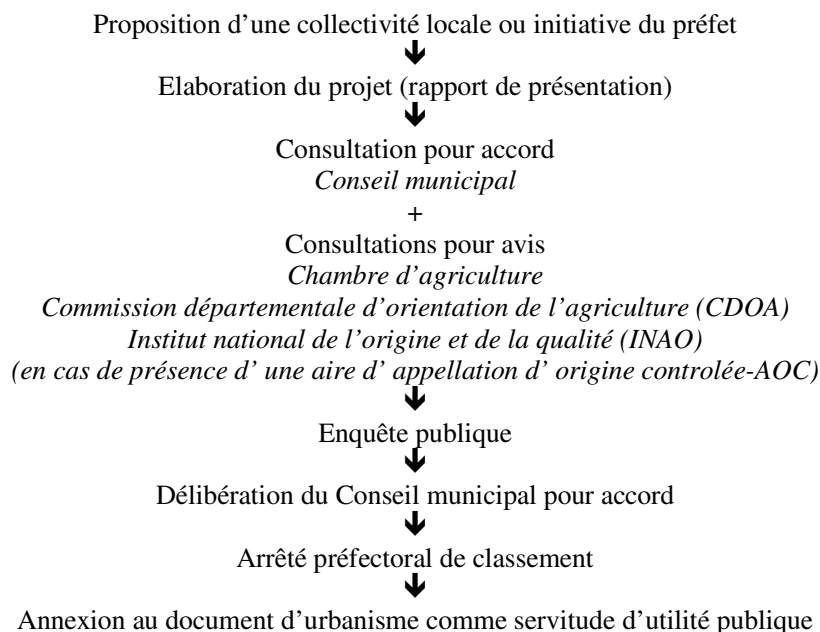 Proposition d’une collectivité locale ou initiative du préfet
Elaboration du projet (rapport de présentation)
Consultation pour accord
Conseil municipal
+
Consultations pour avis
Chambre d’agriculture
Commission départementale d’orientation de l’agriculture (CDOA)
Institut national de l’origine et de la qualité (INAO)
(en cas de présence d’ une aire d’ appellation d’ origine controlée-AOC)
Enquête publique
Délibération du Conseil municipal pour accord
Arrêté préfectoral de classement
Annexion au document d’urbanisme comme servitude d’utilité publique